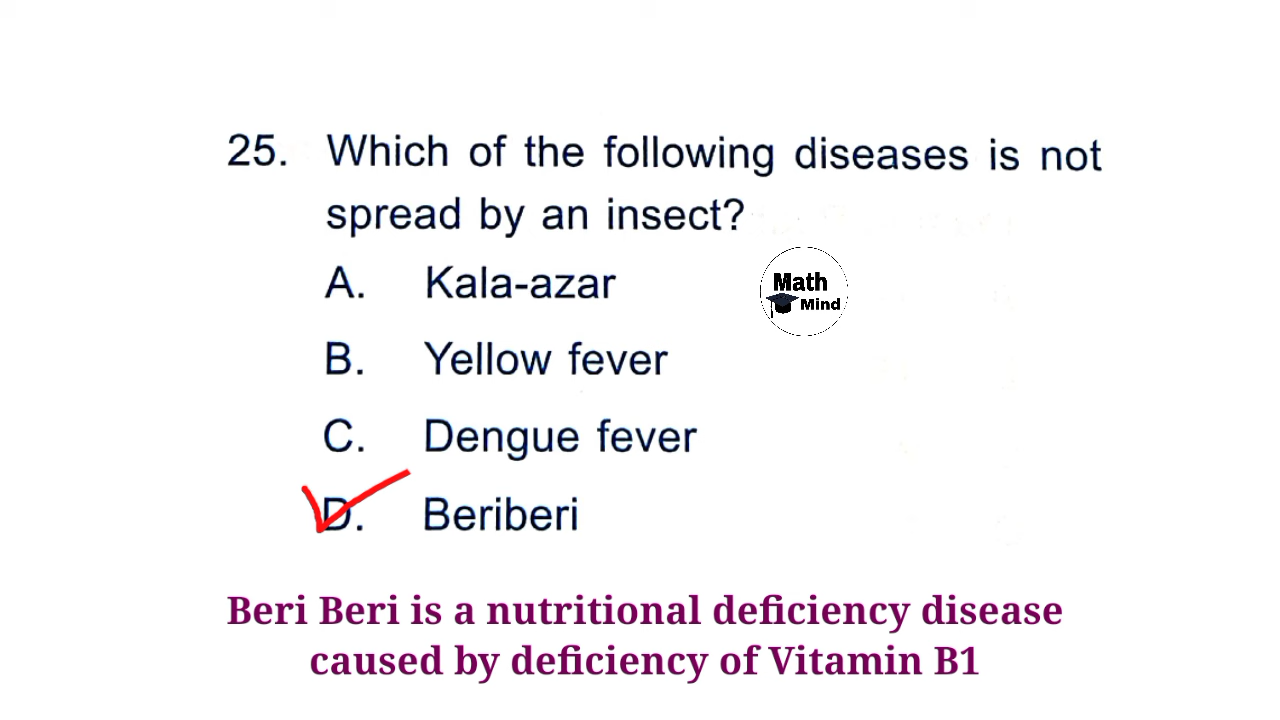 25. Which of the following diseases is not
spread by an insect?
A. Kala-azar
Math
Mind
B. Yellow fever
C. Dengue fever
D. Beriberi
Beri Beri is a nutritional deficiency disease
caused by deficiency of Vitamin B1